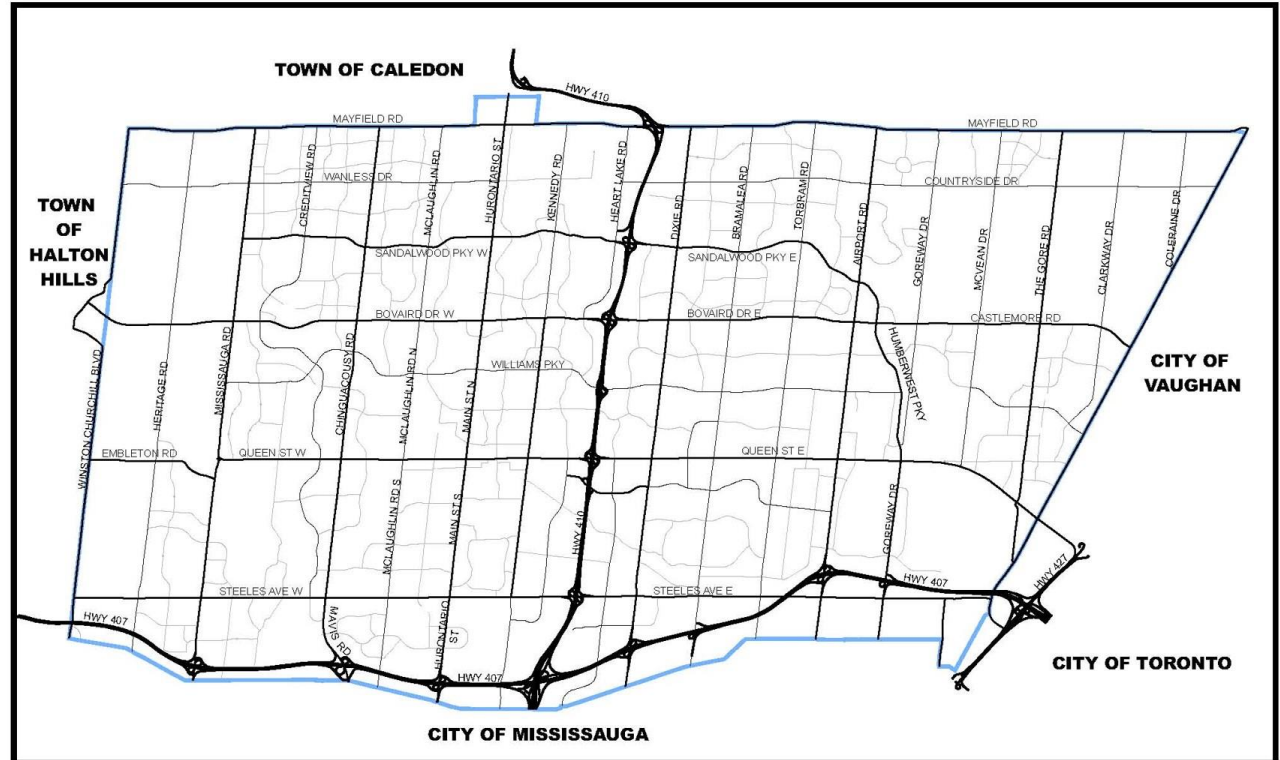 TOWN OF CALEDON
HWY 410
MAYFIELD RD
MAYFIELD RD
CREDITVIEW RD
MCLAUGHLIN RD
HURONTARIO ST
KENNEDY RD
HEART LAKE RD
DIXIE RD
BRAMALEA RD
TORBRAM RD
AIRPORT RD
GOREWAY DR
MCVEAN DR
THE GORE RD
CLARKWAY DR
COLERAINE DR
WANLESS DR
COUNTRYSIDE DR
TOWN
OF
HALTON
HILLS
SANDALWOOD PKY W
SANDALWOOD PKY E
BOVAIRD DR W
BOVAIRD DR E
CASTLEMORE RD
CITY OF
VAUGHAN
WINSTON CHURCHILL BLVD
HERITAGE RD
MISSISSAUGA RD
CHINGUACOUSY RD
MCLAUGHLIN RD N
MAIN ST N
WILLIAMS PKY
HUMBERWEST PKY
EMBLETON RD
QUEEN ST W
QUEEN ST E
MCLAUGHLIN RD S
MAIN ST S
HWY 410
GOREWAY DR
STEELES AVE W
STEELES AVE E
HWY 407
HWY 427
HWY 407
MAVIS RD
HURONTARIO
ST
HWY 407
CITY OF TORONTO
CITY OF MISSISSAUGA